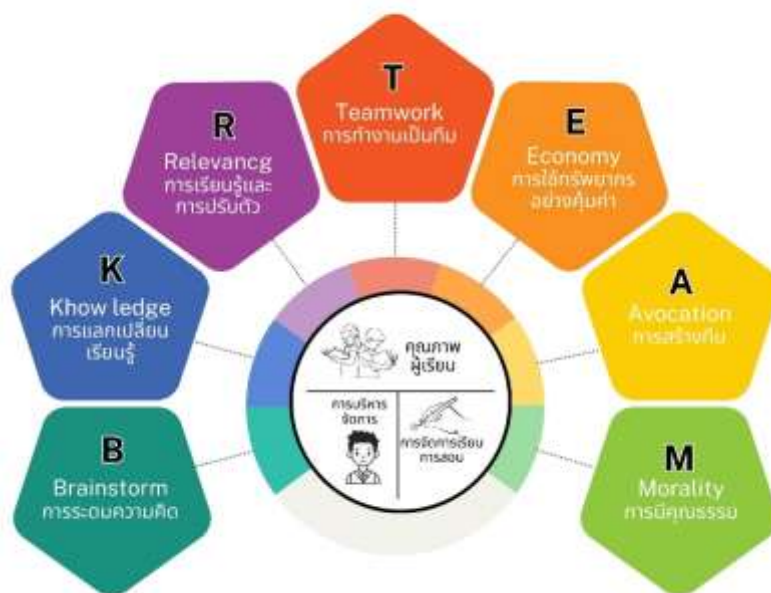 T
Teamwork
การทำงานเป็นทีม
R
Relevancg
การเรียนรู้และ
การปรับตัว
E
Economy
การใช้ทรัพยากร
อย่างคุ้มค่า
K
Khow ledge
การแลกเปลี่ยน
เรียนรู้
A
Avocation
การสร้างทีม
B
Brainstorm
การระดมความคิด
M
Morality
การมีคุณธรรม
คุณภาพ
ผู้เรียน
การบริหาร
จัดการ
การจัดการเรียน
การสอน